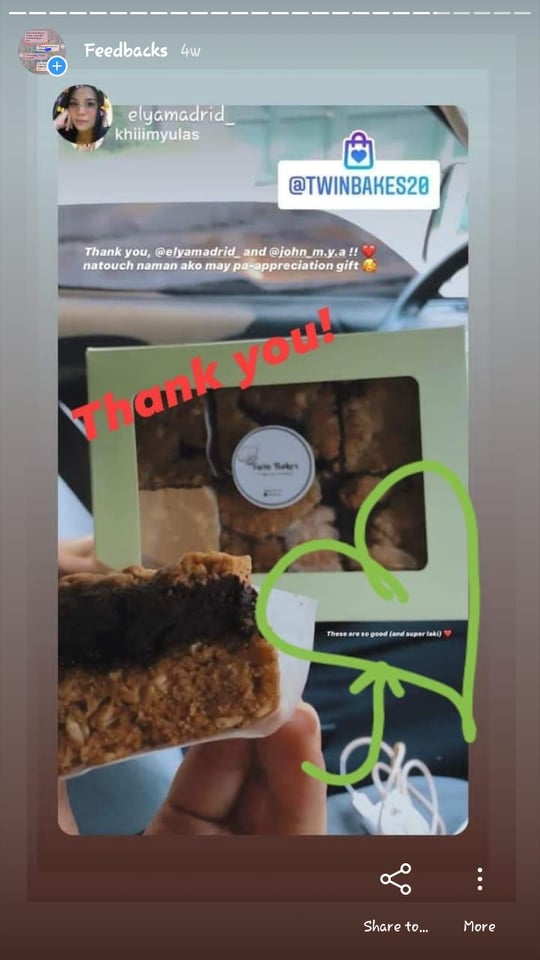 Feedbacks 4w
elyamadrid_
khiiimyulas
@TWINBAKES20
Thank you, @elyamadrid_ and @john_m.y.a !! ❤️
natouch naman ako may pa-appreciation gift 🥰
Thank you!
Twin Bakes
These are so good (and super laki) ❤️
Share to...
More